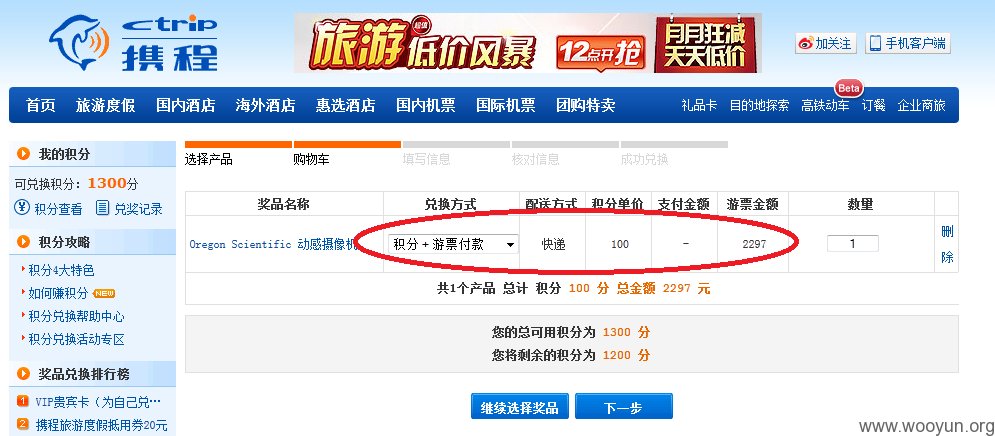 Ctrip
携程
旅游超值低价风暴 12点开抢 月月狂减
天天低价
加关注 手机客户端
首页 旅游度假 国内酒店 海外酒店 惠选酒店 国内机票 国际机票 团购特卖 礼品卡 目的地探索 高铁动车 Beta 订餐 企业商旅
我的积分
可兑换积分：1300分
积分查看 兑奖记录
积分攻略
积分4大特色
如何赚积分 NEW
积分兑换帮助中心
积分兑换活动专区
奖品兑换排行榜
1 VIP贵宾卡（为自己兑…
2 携程旅游度假抵用券20元
选择产品 购物车 填写信息 核对信息 成功兑换
奖品名称 兑换方式 配送方式 积分单价 支付金额 游票金额 数量
Oregon Scientific 动感摄像机 积分＋游票付款 快递 100 - 2297 1 删
除
共1个产品 总计 积分 100 分 总金额 2297 元
您的总可用积分为 1300 分
您将剩余的积分为 1200 分
继续选择奖品 下一步
www.wooyun.org